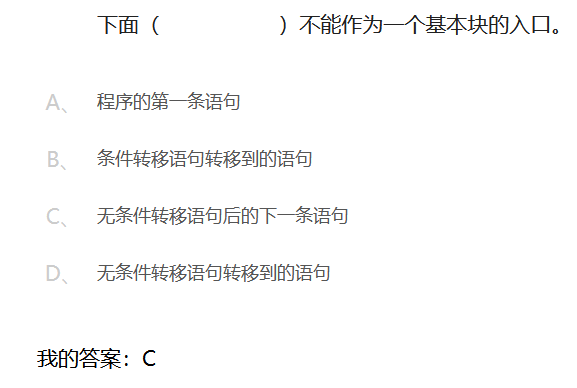 下面（ ）不能作为一个基本块的入口。
A、 程序的第一条语句
B、 条件转移语句转移到的语句
C、 无条件转移语句后的下一条语句
D、 无条件转移语句转移到的语句
我的答案：C